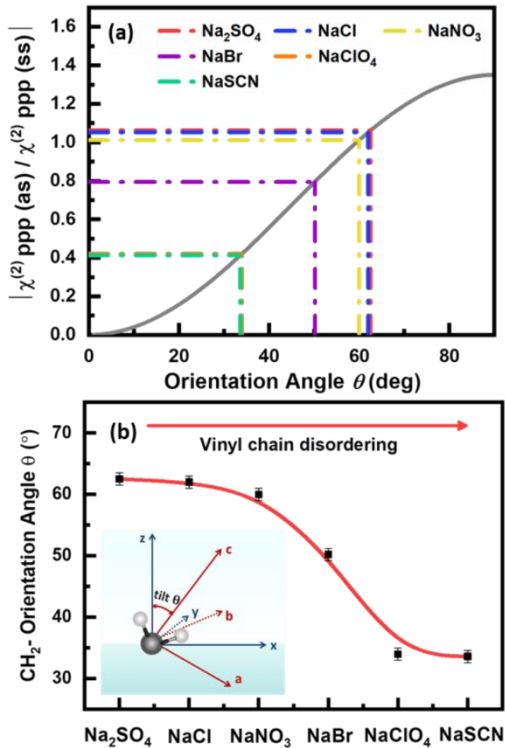 (a)
Na₂SO₄ NaCl NaNO₃
NaBr NaClO₄
NaSCN
|χ⁽²⁾ ppp (as) / χ⁽²⁾ ppp (ss)|
1.6
1.4
1.2
1.0
0.8
0.6
0.4
0.2
0.0
0 20 40 60 80
Orientation Angle θ (deg)
(b)
Vinyl chain disordering
CH₂- Orientation Angle θ (°)
70
60
50
40
30
z
c
tilt θ
y
b
x
a
Na₂SO₄ NaCl NaNO₃ NaBr NaClO₄ NaSCN